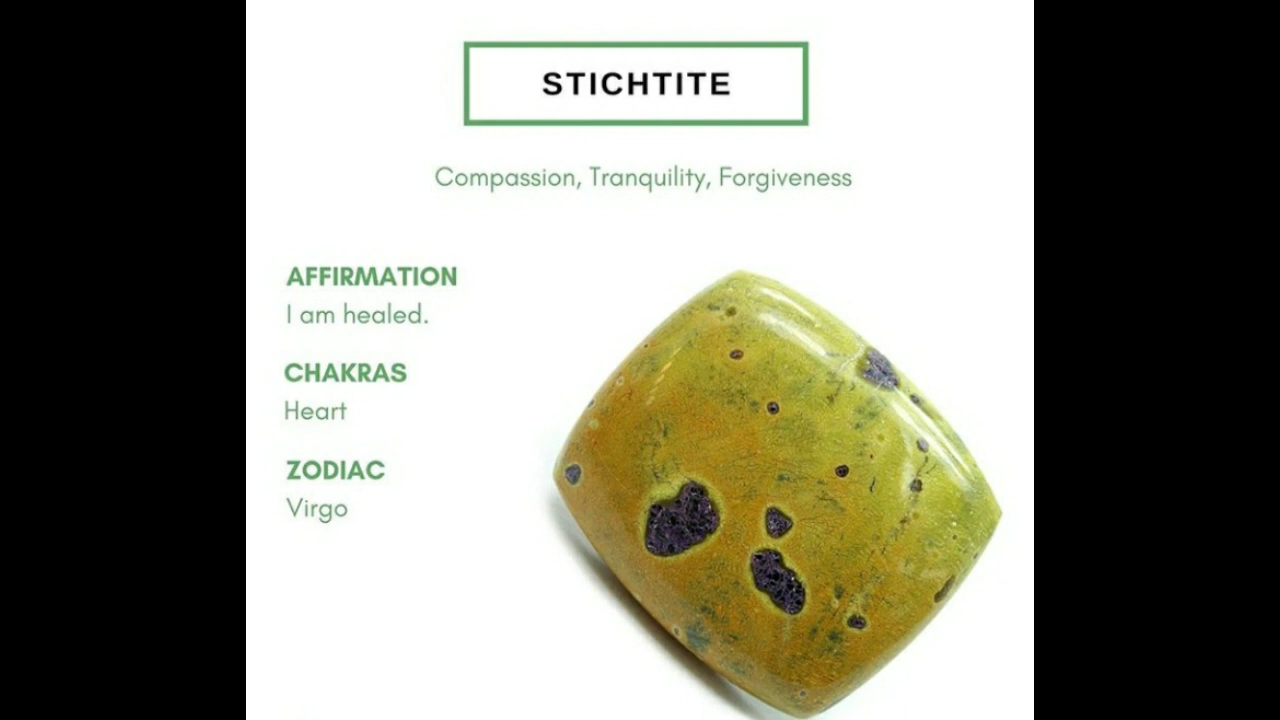 STICHTITE
Compassion, Tranquility, Forgiveness
AFFIRMATION
I am healed.
CHAKRAS
Heart
ZODIAC
Virgo